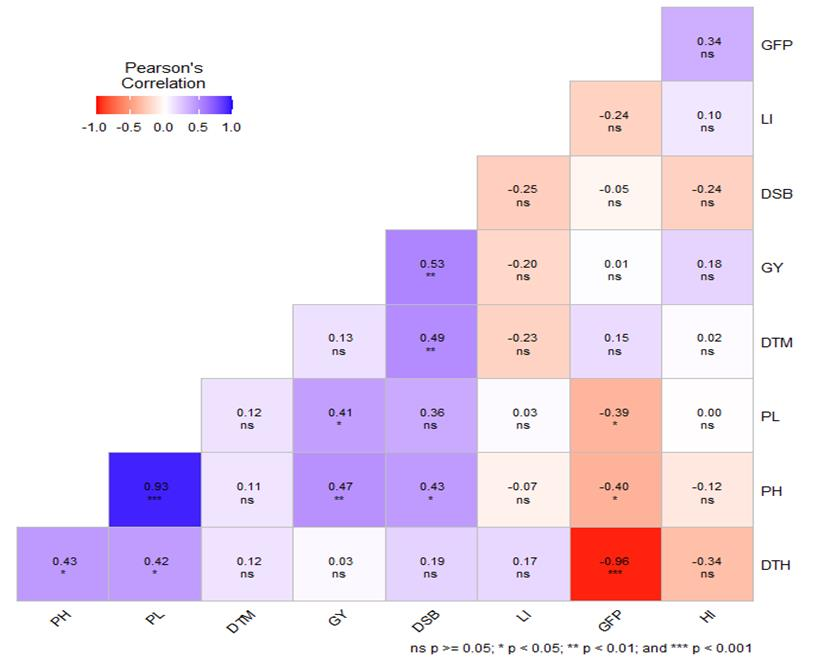 0.34
ns
GFP
Pearson's
Correlation
-1.0 -0.5 0.0 0.5 1.0
-0.24 0.10
ns ns
LI
-0.25 -0.05 -0.24
ns ns ns
DSB
0.53 -0.20 0.01 0.18
** ns ns ns
GY
0.13 0.49 -0.23 0.15 0.02
ns ** ns ns ns
DTM
0.12 0.41 0.36 0.03 -0.39 0.00
ns * ns ns * ns
PL
0.93 0.11 0.47 0.43 -0.07 -0.40 -0.12
*** ns ** * ns * ns
PH
0.43 0.42 0.12 0.03 0.19 0.17 -0.96 -0.34
* * ns ns ns ns *** ns
DTH
PH PL DTM GY DSB LI GFP HI
ns p >= 0.05; * p < 0.05; ** p < 0.01; and *** p < 0.001